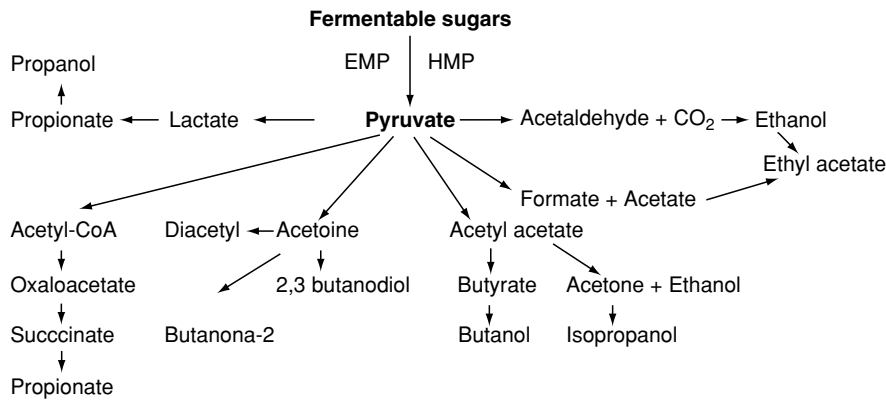 Fermentable sugars
EMP HMP
Propanol
Propionate Lactate Pyruvate Acetaldehyde + CO₂ Ethanol
Ethyl acetate
Formate + Acetate
Acetyl-CoA Diacetyl Acetoine Acetyl acetate
Oxaloacetate 2,3 butanodiol Butyrate Acetone + Ethanol
Succcinate Butanona-2 Butanol Isopropanol
Propionate